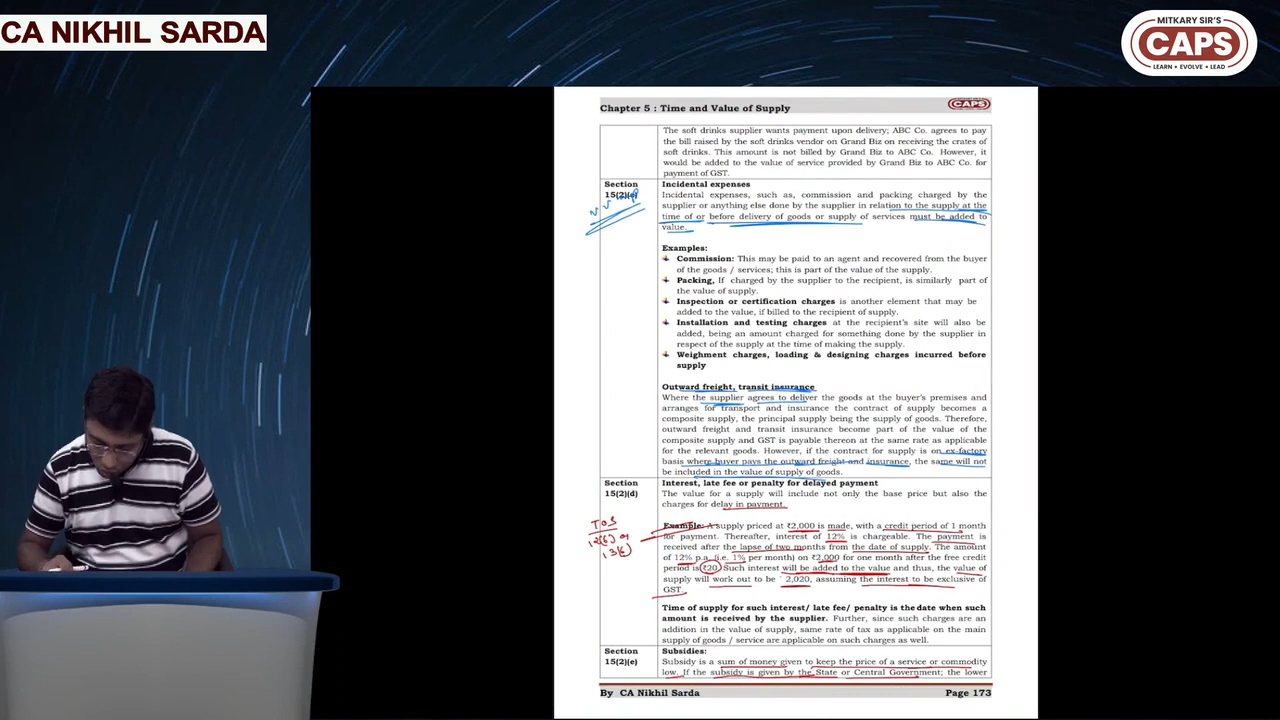 CA NIKHIL SARDA
MITKARY SIR'S
CAPS
LEARN • EVOLVE • LEAD
Chapter 5 : Time and Value of Supply
CAPS
The soft drinks supplier wants payment upon delivery; ABC Co. agrees to pay
the bill raised by the soft drinks vendor on Grand Biz on receiving the crates of
soft drinks. This amount is not billed by Grand Biz to ABC Co. However, it
would be added to the value of service provided by Grand Biz to ABC Co. for
payment of GST.
Section
15(2)(c)
Incidental expenses
Incidental expenses, such as, commission and packing charged by the
supplier or anything else done by the supplier in relation to the supply at the
time of or before delivery of goods or supply of services must be added to
value.
Examples:
Commission: This may be paid to an agent and recovered from the buyer
of the goods / services; this is part of the value of the supply.
Packing, If charged by the supplier to the recipient, is similarly part of
the value of supply.
Inspection or certification charges is another element that may be
added to the value, if billed to the recipient of supply.
Installation and testing charges at the recipient's site will also be
added, being an amount charged for something done by the supplier in
respect of the supply at the time of making the supply.
Weighment charges, loading & designing charges incurred before
supply
Outward freight, transit insurance
Where the supplier agrees to deliver the goods at the buyer's premises and
arranges for transport and insurance the contract of supply becomes a
composite supply, the principal supply being the supply of goods. Therefore,
outward freight and transit insurance become part of the value of the
composite supply and GST is payable thereon at the same rate as applicable
for the relevant goods. However, if the contract for supply is on ex-factory
basis where buyer pays the outward freight and insurance, the same will not
be included in the value of supply of goods.
Section
15(2)(d)
Interest, late fee or penalty for delayed payment
The value for a supply will include not only the base price but also the
charges for delay in payment.
T.O.S
12(6) or
13(6)
Example: A supply priced at ₹2,000 is made, with a credit period of 1 month
for payment. Thereafter, interest of 12% is chargeable. The payment is
received after the lapse of two months from the date of supply. The amount
of 12% p.a. (i.e. 1% per month) on ₹2,000 for one month after the free credit
period is ₹20. Such interest will be added to the value and thus, the value of
supply will work out to be ` 2,020, assuming the interest to be exclusive of
GST.
Time of supply for such interest/ late fee/ penalty is the date when such
amount is received by the supplier. Further, since such charges are an
addition in the value of supply, same rate of tax as applicable on the main
supply of goods / service are applicable on such charges as well.
Section
15(2)(e)
Subsidies:
Subsidy is a sum of money given to keep the price of a service or commodity
low. If the subsidy is given by the State or Central Government; the lower
By CA Nikhil Sarda
Page 173